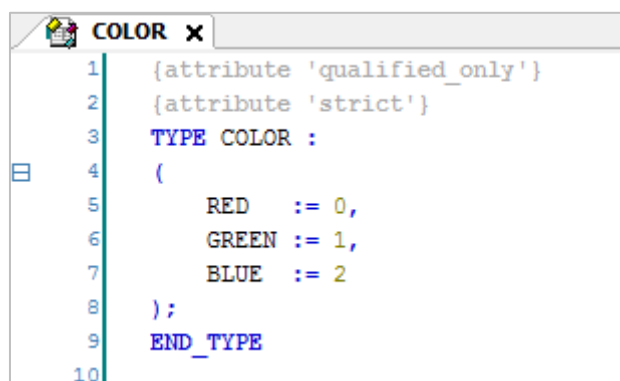 COLOR
1 {attribute 'qualified_only'}
2 {attribute 'strict'}
3 TYPE COLOR :
4 (
5 RED := 0,
6 GREEN := 1,
7 BLUE := 2
8 );
9 END_TYPE
10